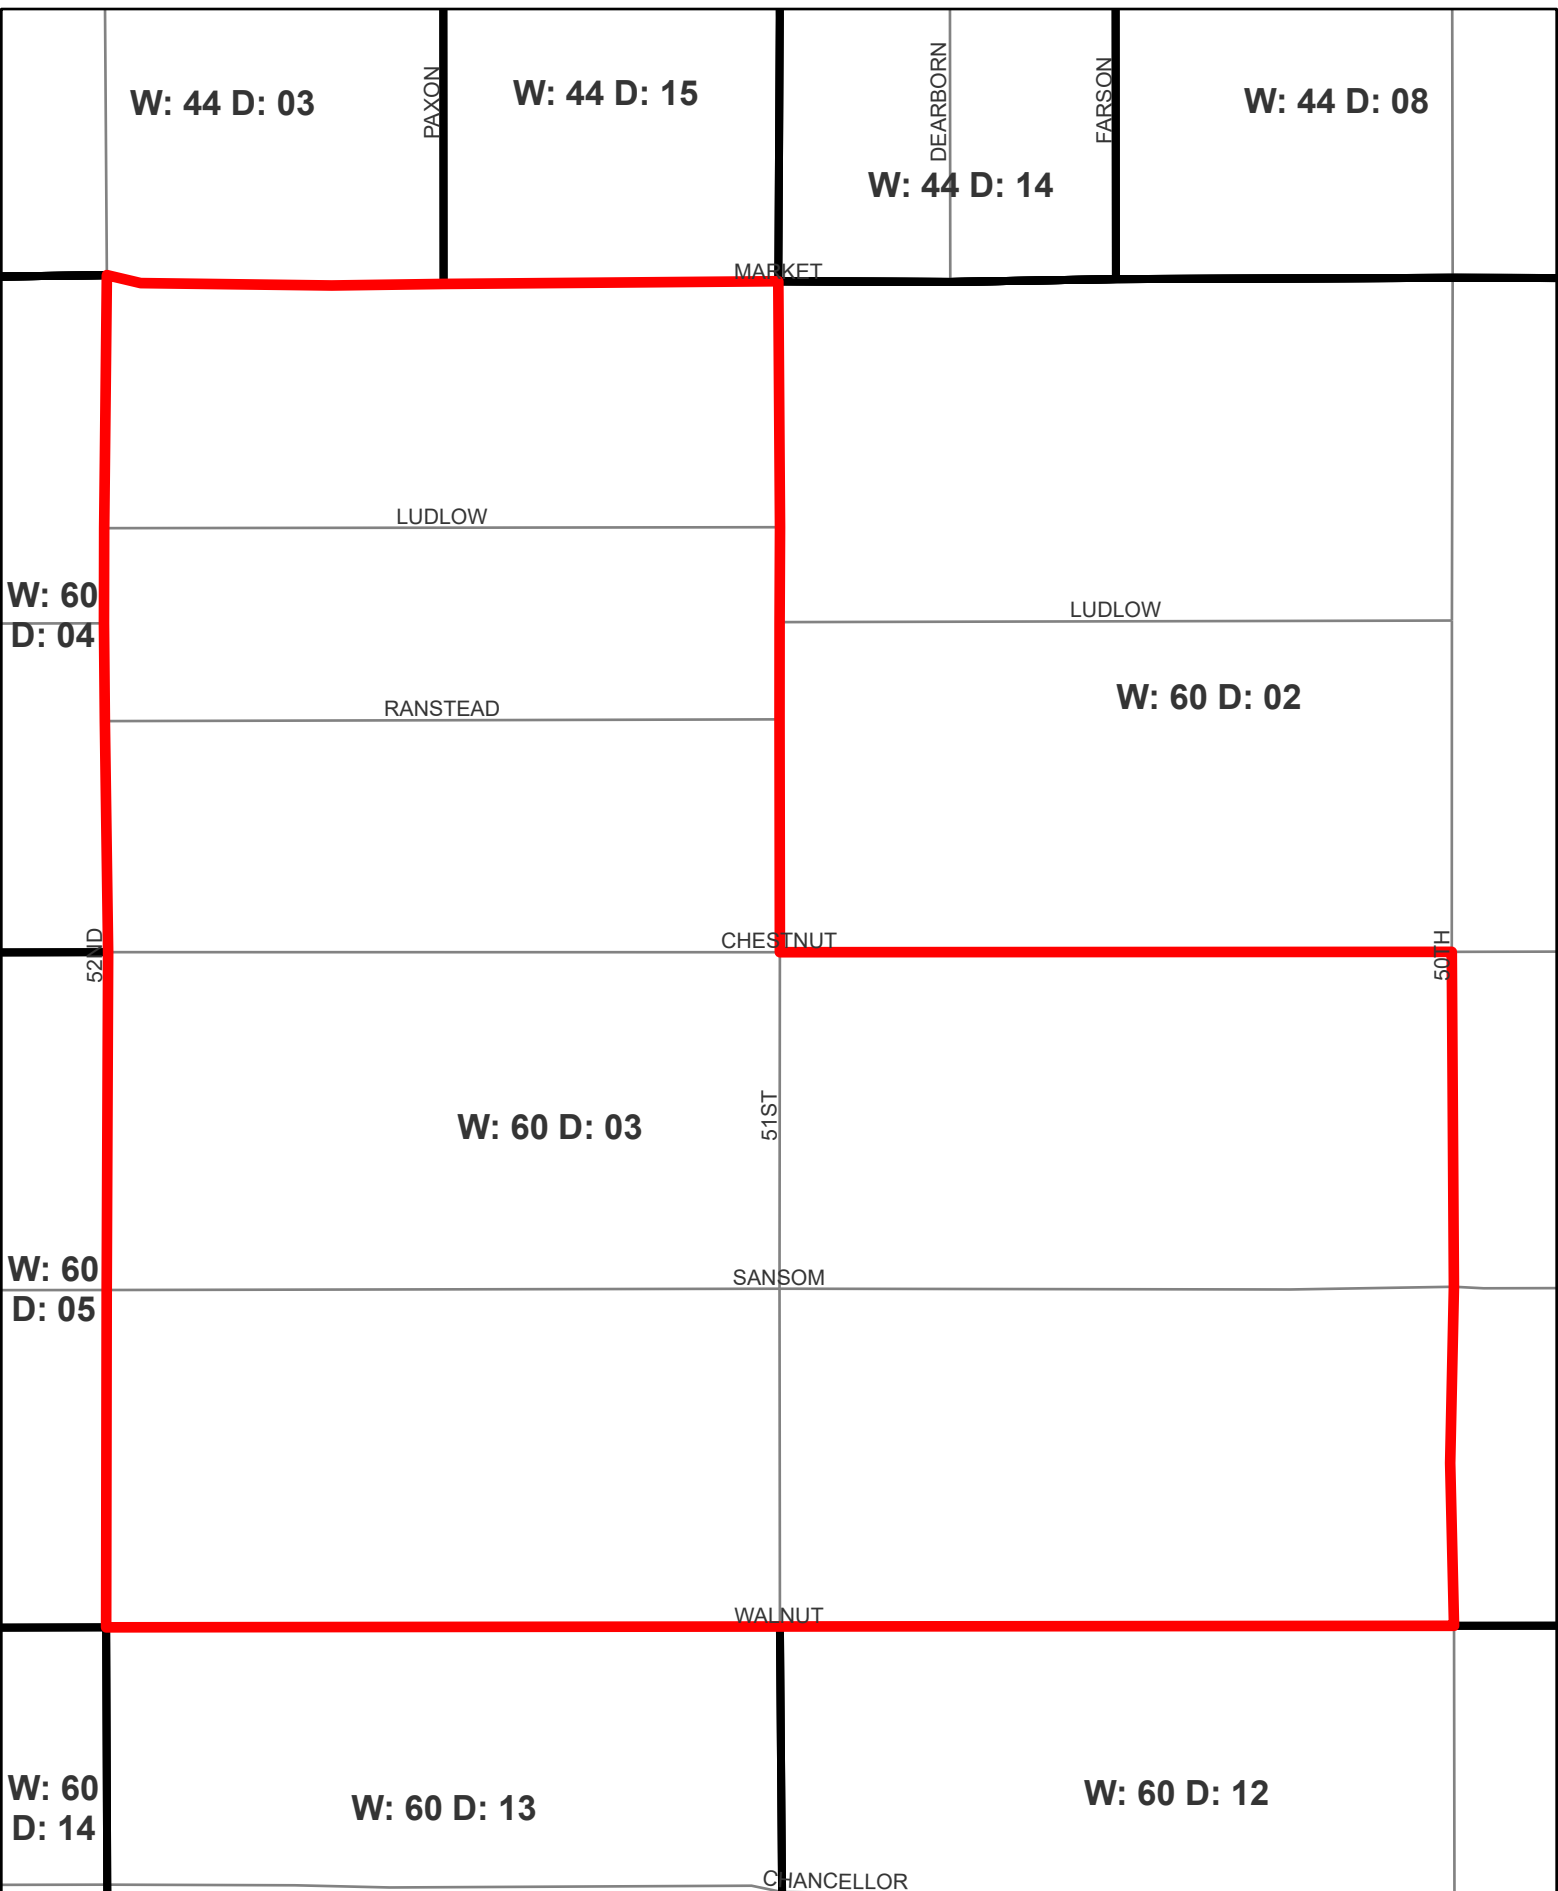 W: 44 D: 03
PAXON
W: 44 D: 15
DEARBORN
FARSON
W: 44 D: 08
W: 44 D: 14
MARKET
LUDLOW
W: 60
D: 04
LUDLOW
RANSTEAD
W: 60 D: 02
52ND
CHESTNUT
50TH
W: 60 D: 03
51ST
W: 60
D: 05
SANSOM
WALNUT
W: 60
D: 14
W: 60 D: 13
W: 60 D: 12
CHANCELLOR